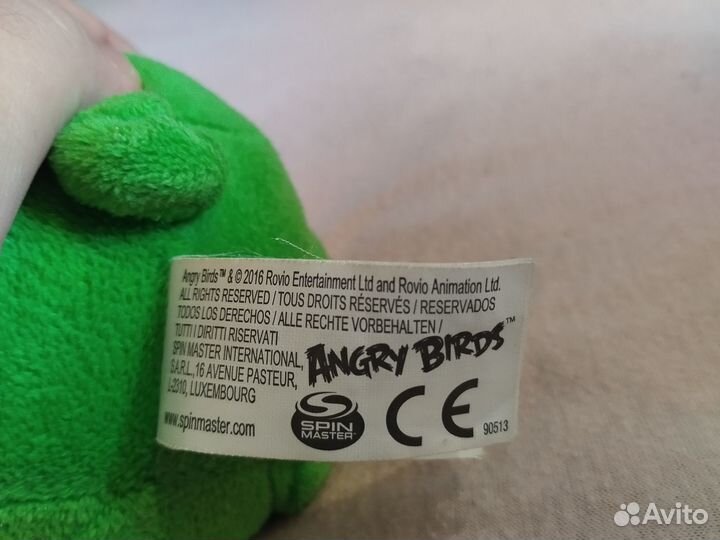 Angry Birds™ & © 2016 Rovio Entertainment Ltd and Rovio Animation Ltd.
ALL RIGHTS RESERVED / TOUS DROITS RÉSERVÉS / RESERVADOS
TODOS LOS DERECHOS / ALLE RECHTE VORBEHALTEN /
TUTTI I DIRITTI RISERVATI
SPIN MASTER INTERNATIONAL,
S.A.R.L., 16 AVENUE PASTEUR,
L-2310, LUXEMBOURG
www.spinmaster.com
ANGRY BIRDS™
SPIN
MASTER™
CE
90513
Avito